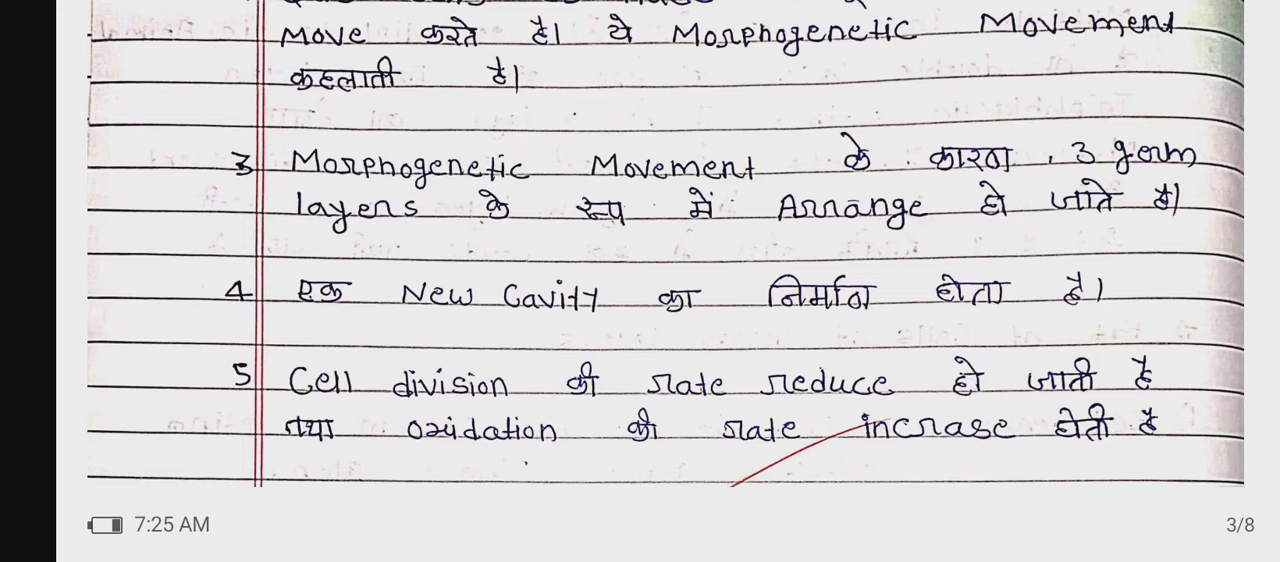 Move करते है। ये Morphogenetic Movement
कहलाती है।
3 Morphogenetic Movement के कारण, 3 germ
layers के रूप में Arrange हो जाते है।
4 एक New Cavity का निर्माण होता है।
5 Cell division की rate reduce हो जाती है
तथा oxidation की rate incrase होती है
7:25 AM
3/8